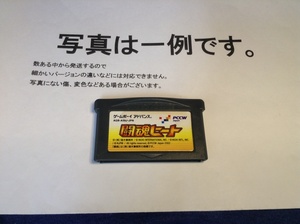 写真は一例です。
数ある中から発送するので
細かいバージョンの違いなどには対応できません。
写真にない傷、変色などある場合がございます。
ゲームボーイアドバンス。
PCCW
闘魂ヒート